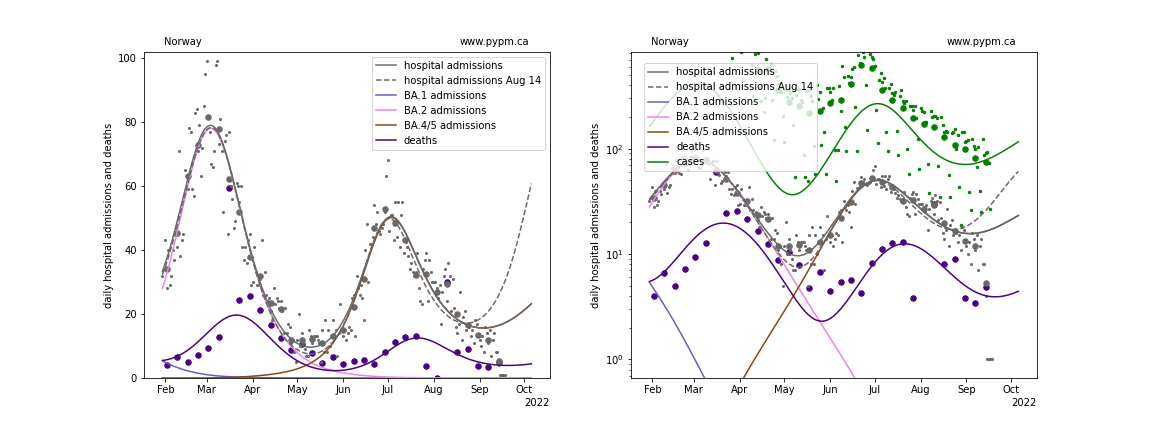 Norway www.pypm.ca
daily hospital admissions and deaths
100
80
60
40
20
0
hospital admissions
hospital admissions Aug 14
BA.1 admissions
BA.2 admissions
BA.4/5 admissions
deaths
Feb Mar Apr May Jun Jul Aug Sep Oct
2022
Norway www.pypm.ca
daily hospital admissions and deaths
10²
10¹
10⁰
hospital admissions
hospital admissions Aug 14
BA.1 admissions
BA.2 admissions
BA.4/5 admissions
deaths
cases
Feb Mar Apr May Jun Jul Aug Sep Oct
2022